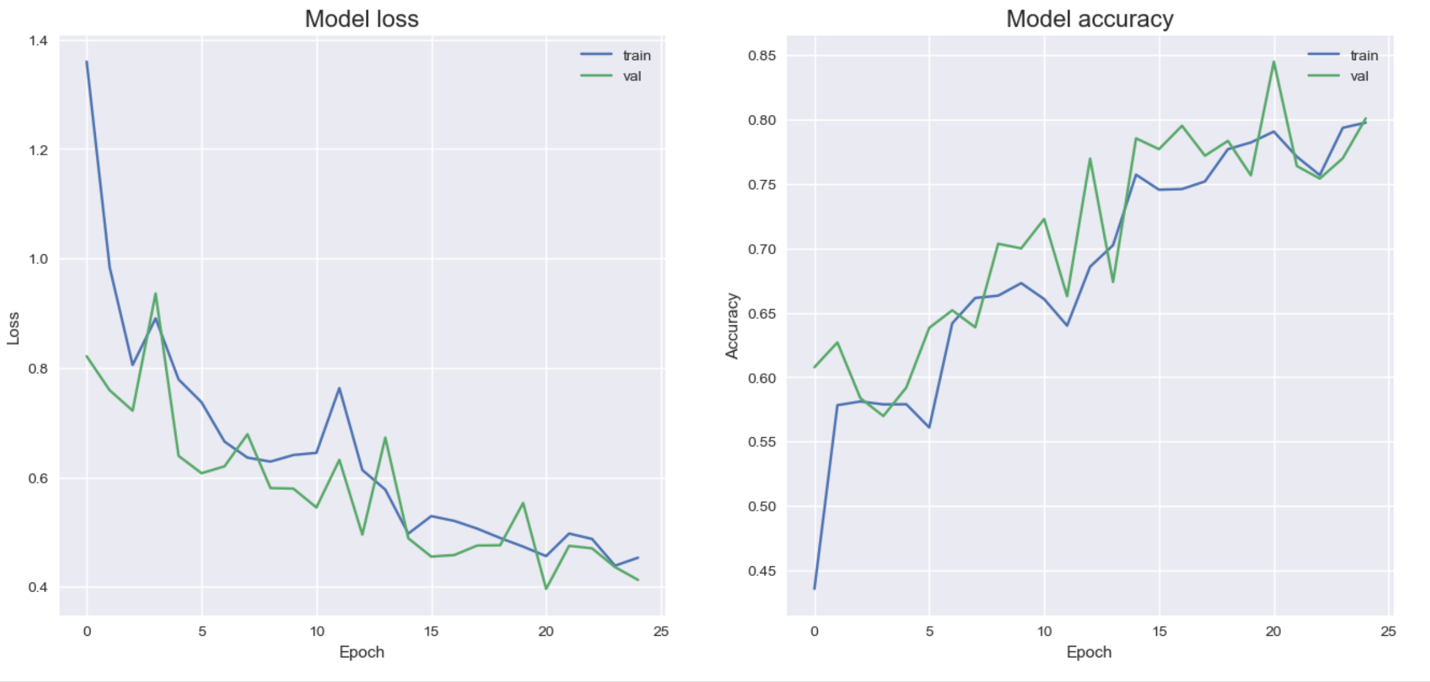 Model loss
1.4
1.2
1.0
0.8
0.6
0.4
Loss
train
val
0 5 10 15 20 25
Epoch
Model accuracy
0.85
0.80
0.75
0.70
0.65
0.60
0.55
0.50
0.45
Accuracy
train
val
0 5 10 15 20 25
Epoch